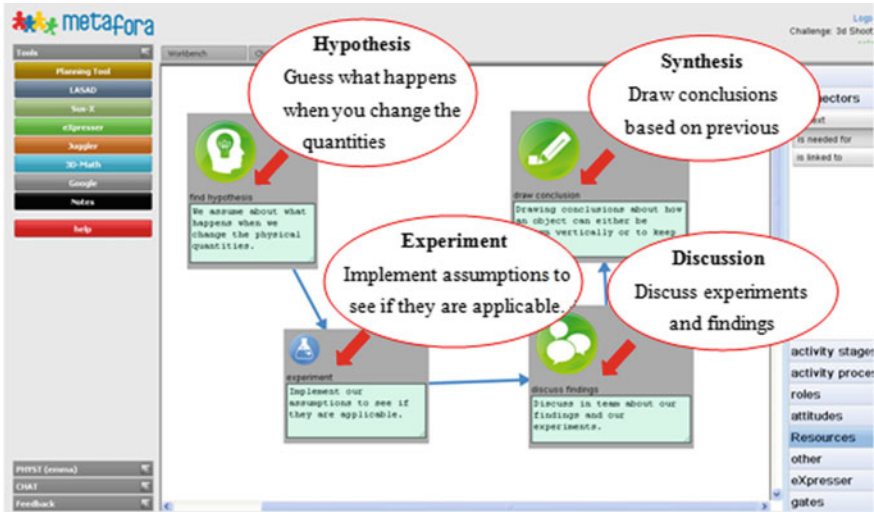 metafora
Logo
Challenge: 3d Shoot
Tools
Planning Tool
LASAD
Sus-X
eXpresser
Juggler
3D-Math
Google
Notes
help
PHYST (emma)
CHAT
Feedback
Workbench
Hypothesis
Guess what happens
when you change the
quantities
find hypothesis
We assume about what
happens when we
change the physical
quantities.
Synthesis
Draw conclusions
based on previous
draw conclusion
Drawing conclusions about how
an object can either be
vertically or to keep
Experiment
Implement assumptions to
see if they are applicable.
experiment
Implement our
assumptions to see if
they are applicable.
Discussion
Discuss experiments
and findings
discuss findings
Discuss in team about our
findings and our
experiments.
is needed for
is linked to
activity stages
activity proces
roles
attitudes
Resources
other
eXpresser
gates